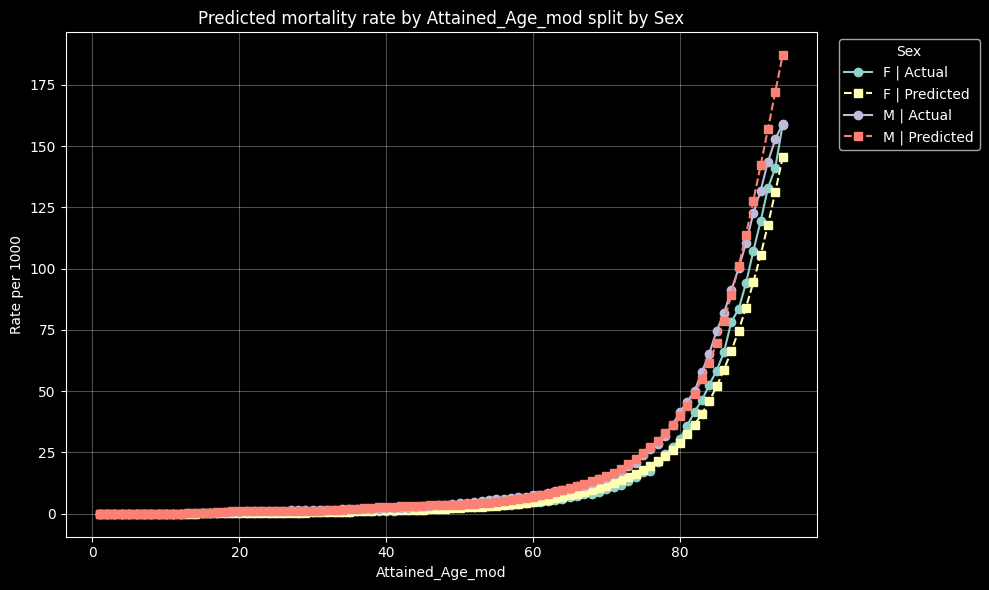 Predicted mortality rate by Attained_Age_mod split by Sex
Sex
F | Actual
F | Predicted
M | Actual
M | Predicted
Rate per 1000
175
150
125
100
75
50
25
0
0 20 40 60 80
Attained_Age_mod